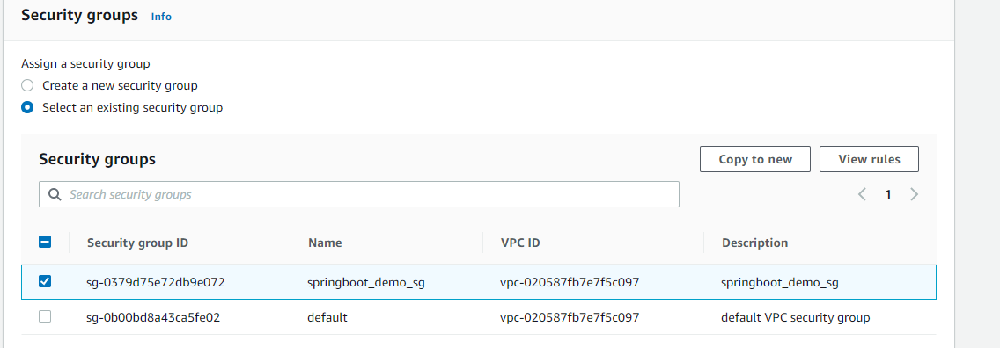 Security groups Info
Assign a security group
Create a new security group
Select an existing security group
Security groups
Copy to new
View rules
Search security groups
1
Security group ID Name VPC ID Description
sg-0379d75e72db9e072 springboot_demo_sg vpc-020587fb7e7f5c097 springboot_demo_sg
sg-0b00bd8a43ca5fe02 default vpc-020587fb7e7f5c097 default VPC security group